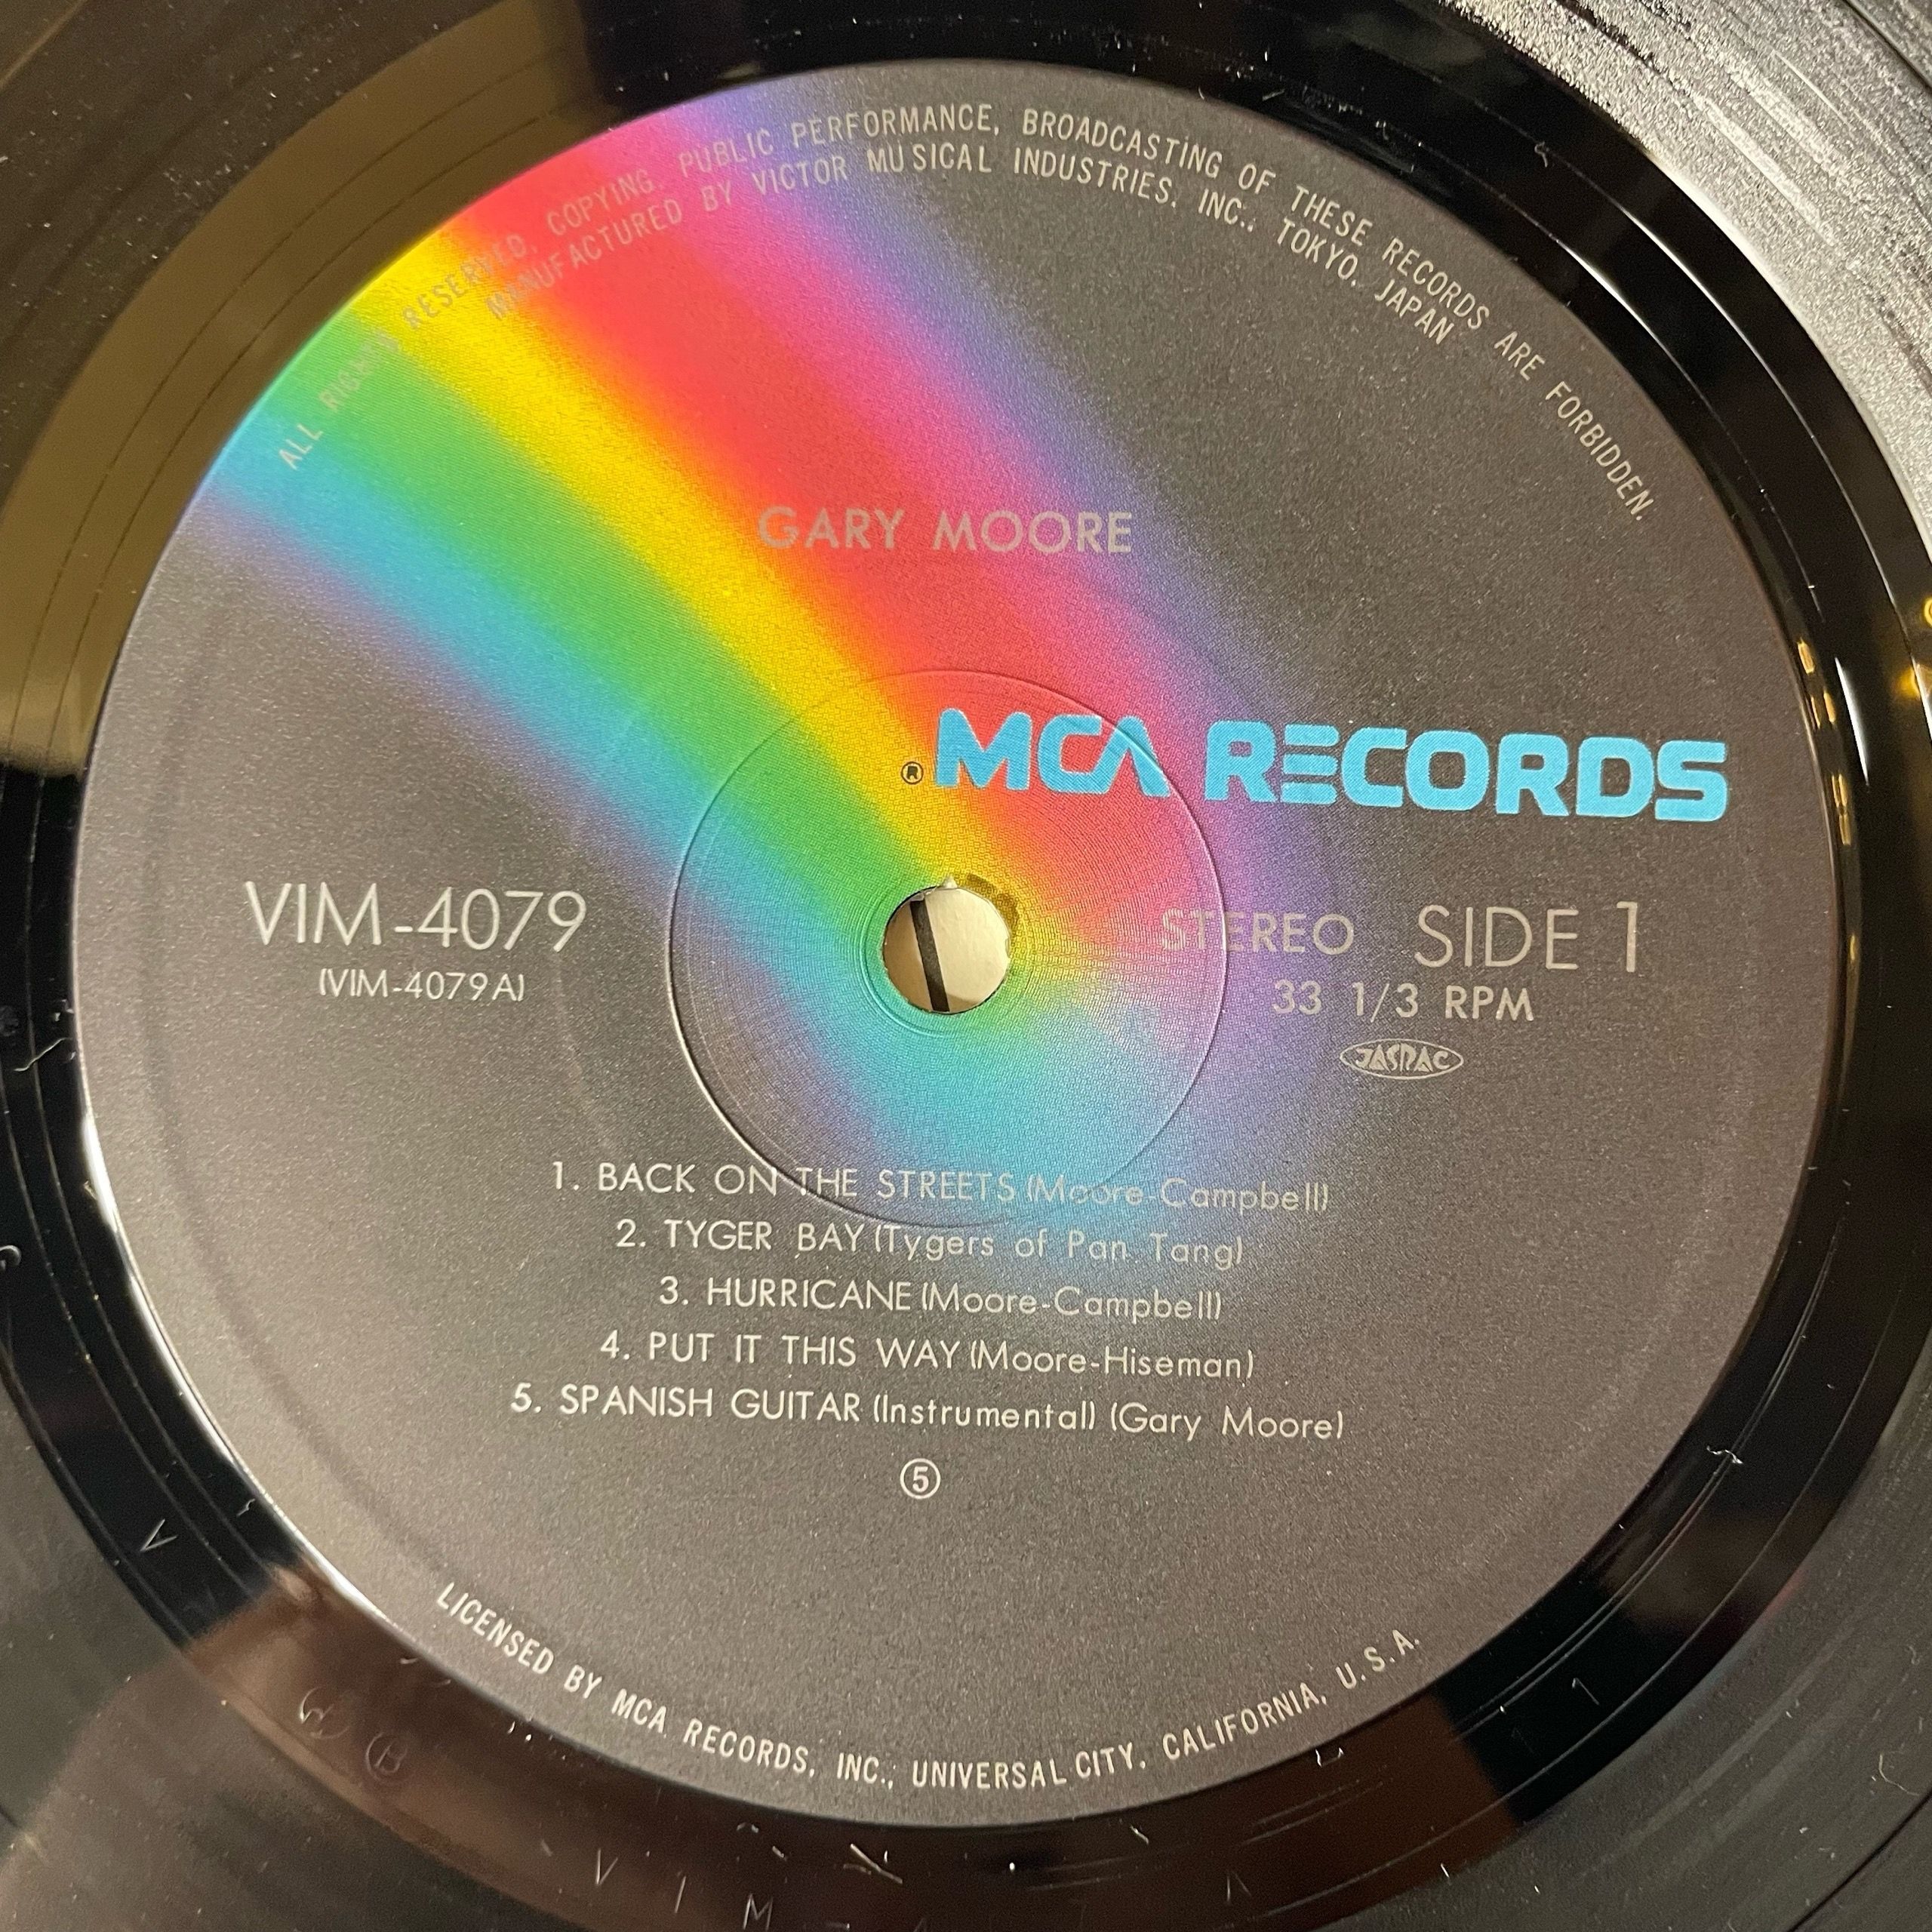 ALL RIGHTS RESERVED. COPYING. PUBLIC PERFORMANCE, BROADCASTING OF THESE RECORDS ARE FORBIDDEN.
MANUFACTURED BY VICTOR MUSICAL INDUSTRIES, INC., TOKYO, JAPAN
GARY MOORE
® MCA RECORDS
VIM-4079
(VIM-4079A)
STEREO SIDE 1
33 1/3 RPM
JASRAC
1. BACK ON THE STREETS (Moore-Campbell)
2. TYGER BAY (Tygers of Pan Tang)
3. HURRICANE (Moore-Campbell)
4. PUT IT THIS WAY (Moore-Hiseman)
5. SPANISH GUITAR (Instrumental) (Gary Moore)
⑤
LICENSED BY MCA RECORDS, INC., UNIVERSAL CITY, CALIFORNIA, U.S.A.